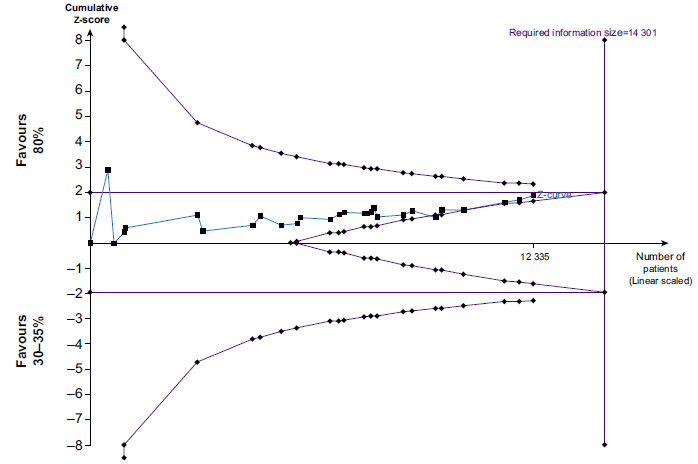 Cumulative
Z-score
Required information size=14 301
8
7
6
5
4
3
2
1
–1
–2
–3
–4
–5
–6
–7
–8
Favours
80%
Favours
30–35%
Z-curve
12 335
Number of
patients
(Linear scaled)